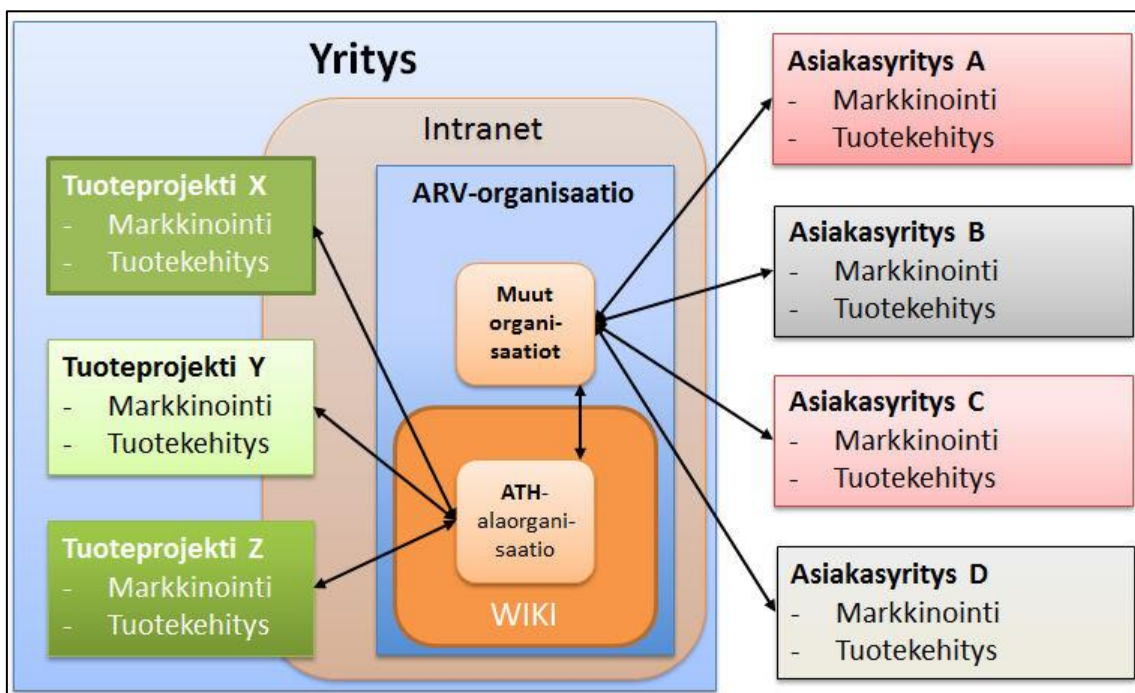 Yritys
Intranet
ARV-organisaatio
Tuoteprojekti X
- Markkinointi
- Tuotekehitys
Tuoteprojekti Y
- Markkinointi
- Tuotekehitys
Tuoteprojekti Z
- Markkinointi
- Tuotekehitys
Muut
organi-
saatiot
ATH-
alaorgani-
saatio
WIKI
Asiakasyritys A
- Markkinointi
- Tuotekehitys
Asiakasyritys B
- Markkinointi
- Tuotekehitys
Asiakasyritys C
- Markkinointi
- Tuotekehitys
Asiakasyritys D
- Markkinointi
- Tuotekehitys